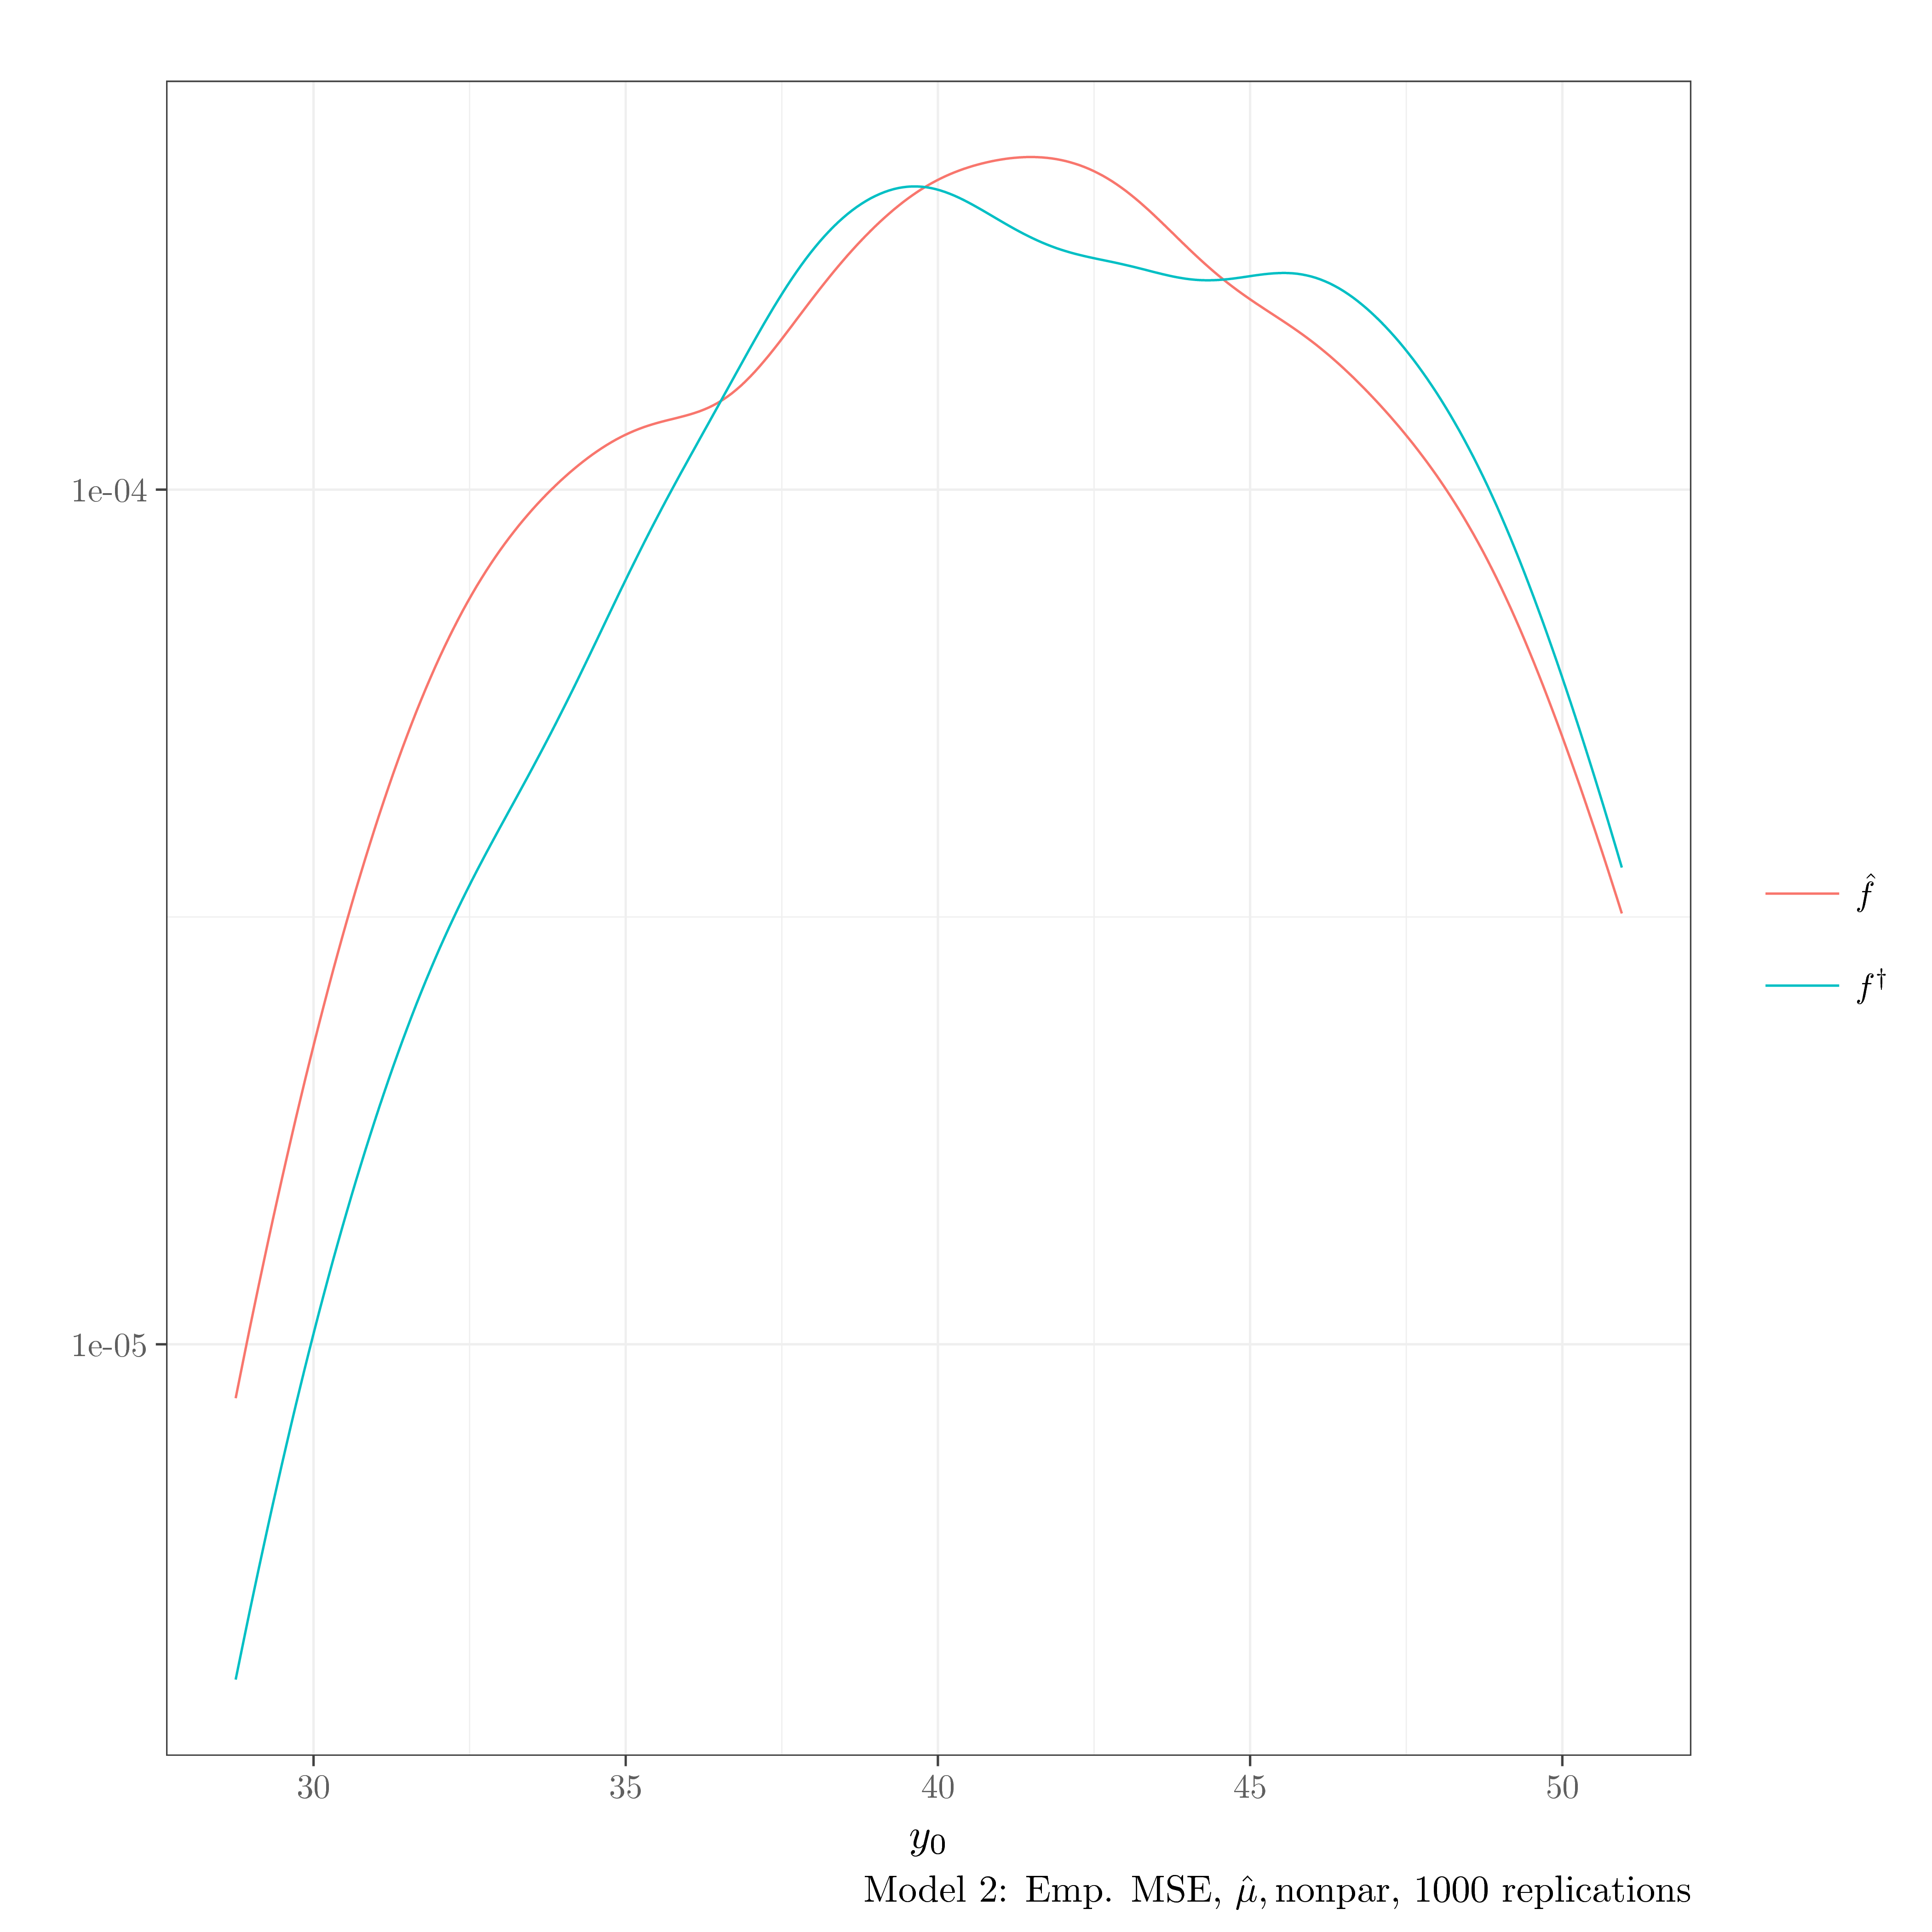 1e-04
1e-05
30 35 40 45 50
y₀
f̂
f†
Model 2: Emp. MSE, μ̂, nonpar, 1000 replications